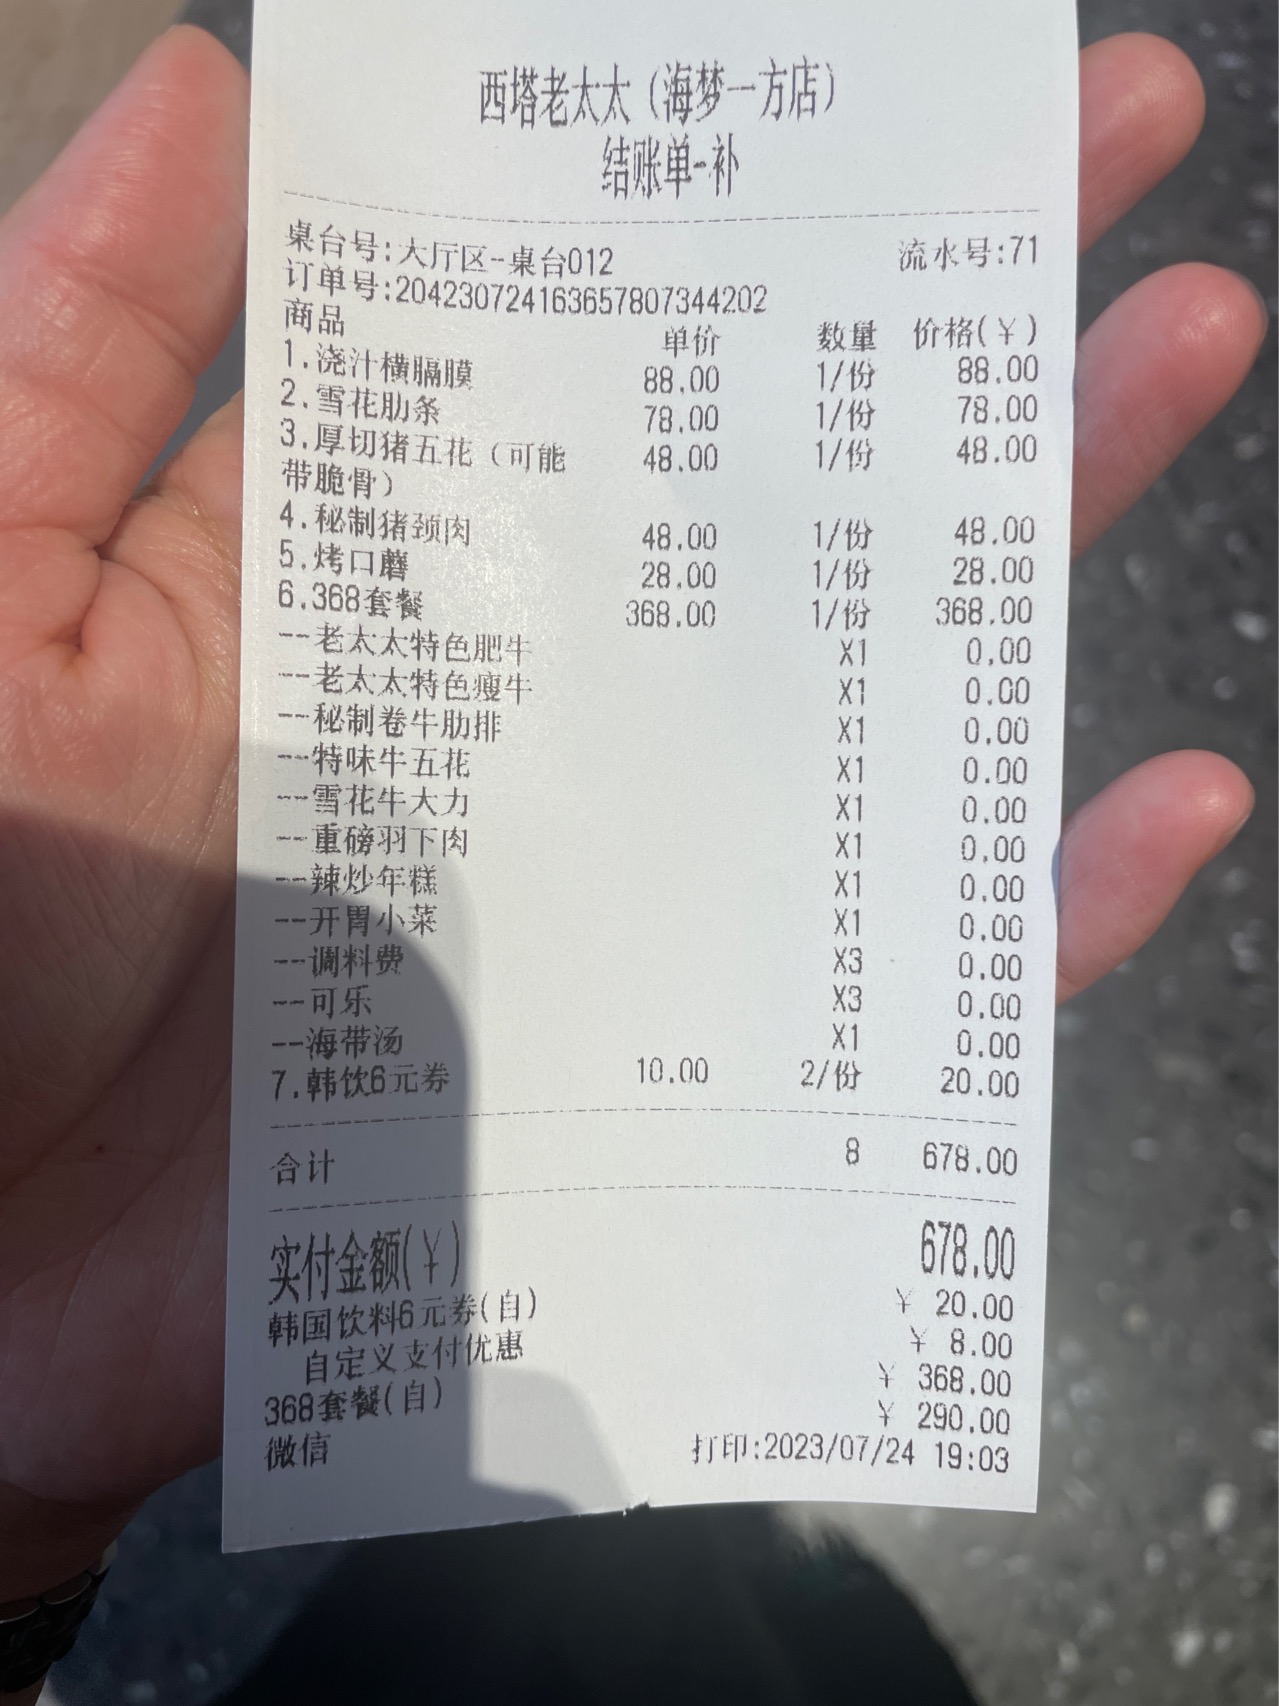 西塔老太太（海梦一方店）
结账单-补
桌台号:大厅区-桌台012 流水号:71
订单号:204230724163657807344202
商品 单价 数量 价格(￥)
1.浇汁横膈膜 88.00 1/份 88.00
2.雪花肋条 78.00 1/份 78.00
3.厚切猪五花（可能 48.00 1/份 48.00
带脆骨）
4.秘制猪颈肉 48.00 1/份 48.00
5.烤口蘑 28.00 1/份 28.00
6.368套餐 368.00 1/份 368.00
--老太太特色肥牛 X1 0.00
--老太太特色瘦牛 X1 0.00
--秘制卷牛肋排 X1 0.00
--特味牛五花 X1 0.00
--雪花牛大力 X1 0.00
--重磅羽下肉 X1 0.00
--辣炒年糕 X1 0.00
--开胃小菜 X1 0.00
--调料费 X3 0.00
--可乐 X3 0.00
--海带汤 X1 0.00
7.韩饮6元券 10.00 2/份 20.00
合计 8 678.00
实付金额(￥) 678.00
韩国饮料6元券(自) ￥ 20.00
自定义支付优惠 ￥ 8.00
368套餐(自) ￥ 368.00
微信 ￥ 290.00
打印:2023/07/24 19:03